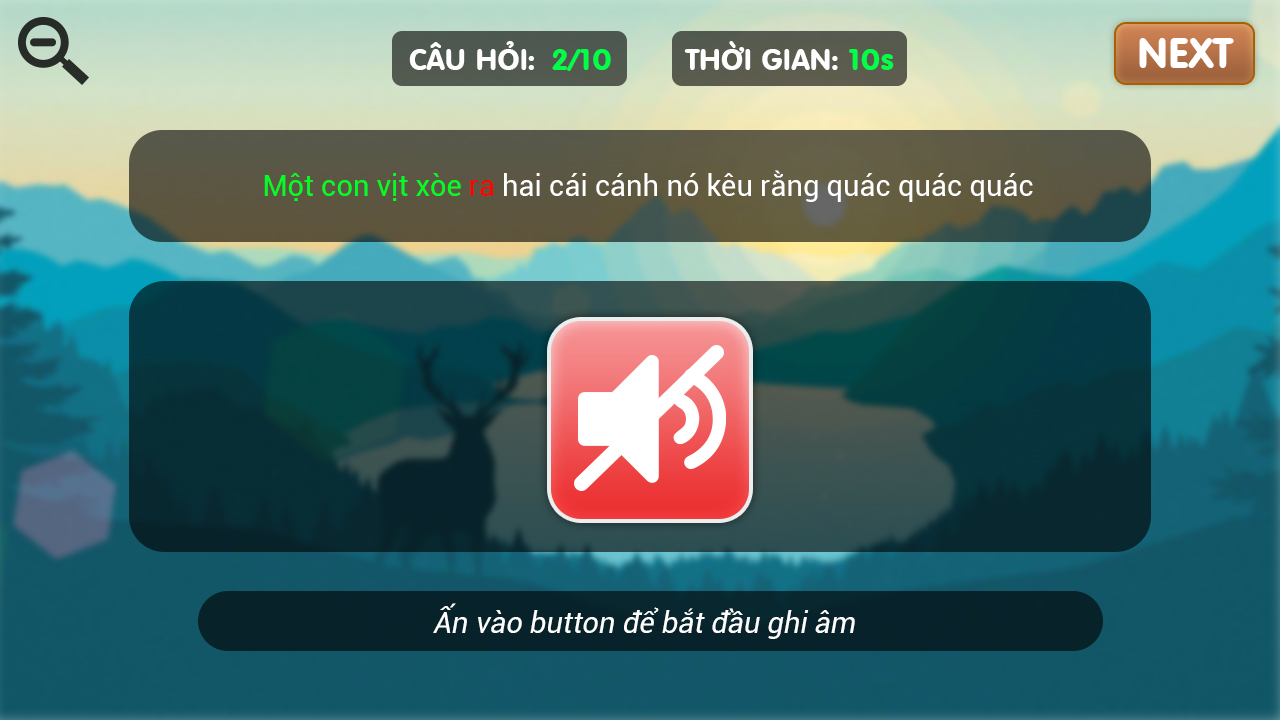 CÂU HỎI: 2/10
THỜI GIAN: 10s
NEXT
Một con vịt xòe ra hai cái cánh nó kêu rằng quác quác quác
Ấn vào button để bắt đầu ghi âm